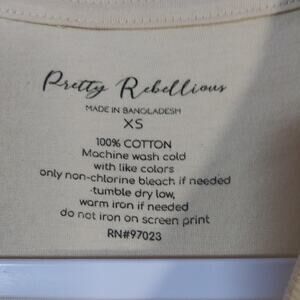 Pretty Rebellious
MADE IN BANGLADESH
XS
100% COTTON
Machine wash cold
with like colors
only non-chlorine bleach if needed
tumble dry low,
warm iron if needed
do not iron on screen print
RN#97023